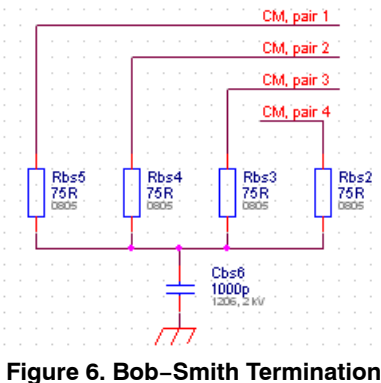 CM, pair 1
CM, pair 2
CM, pair 3
CM, pair 4
Rbs5 Rbs4 Rbs3 Rbs2
75R 75R 75R 75R
0805 0805 0805 0805
Cbs6
1000p
1206, 2 kV
Figure 6. Bob−Smith Termination